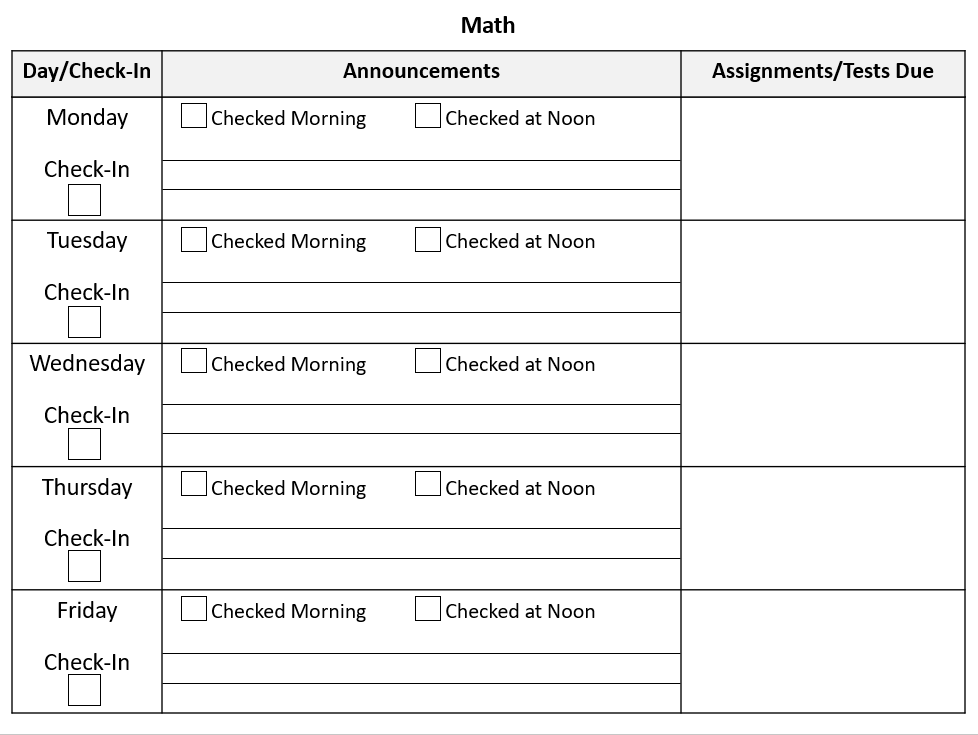 Math
Day/Check-In Announcements Assignments/Tests Due
Monday
Checked Morning Checked at Noon
Check-In
Tuesday
Checked Morning Checked at Noon
Check-In
Wednesday
Checked Morning Checked at Noon
Check-In
Thursday
Checked Morning Checked at Noon
Check-In
Friday
Checked Morning Checked at Noon
Check-In